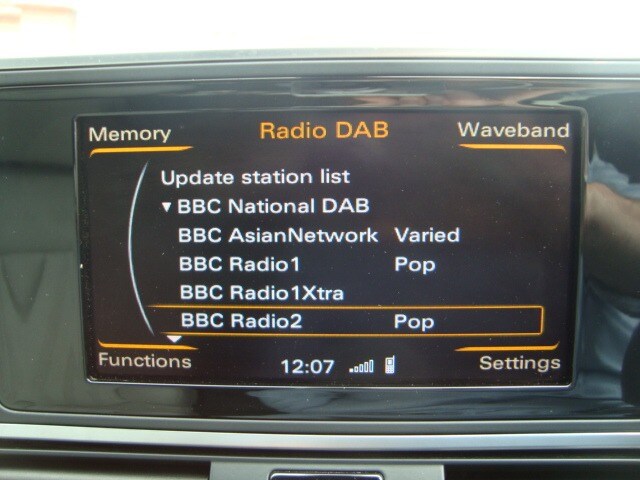 Memory Radio DAB Waveband
Update station list
▼ BBC National DAB
BBC AsianNetwork Varied
BBC Radio1 Pop
BBC Radio1Xtra
BBC Radio2 Pop
Functions 12:07 Settings